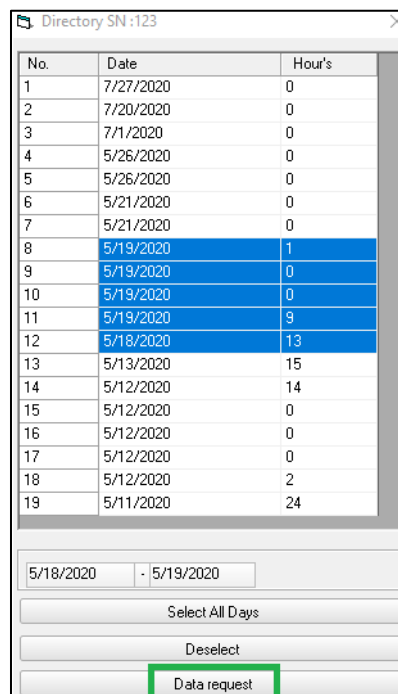 Directory SN :123
No. Date Hour's
1 7/27/2020 0
2 7/20/2020 0
3 7/1/2020 0
4 5/26/2020 0
5 5/26/2020 0
6 5/21/2020 0
7 5/21/2020 0
8 5/19/2020 1
9 5/19/2020 0
10 5/19/2020 0
11 5/19/2020 9
12 5/18/2020 13
13 5/13/2020 15
14 5/12/2020 14
15 5/12/2020 0
16 5/12/2020 0
17 5/12/2020 0
18 5/12/2020 2
19 5/11/2020 24
5/18/2020 - 5/19/2020
Select All Days
Deselect
Data request